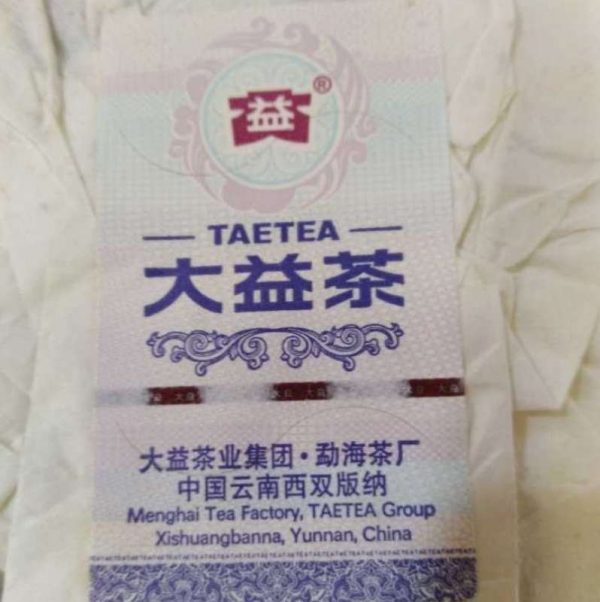 益®
TAETEA
大益茶
大益茶业集团·勐海茶厂
中国云南西双版纳
Menghai Tea Factory, TAETEA Group
Xishuangbanna, Yunnan, China